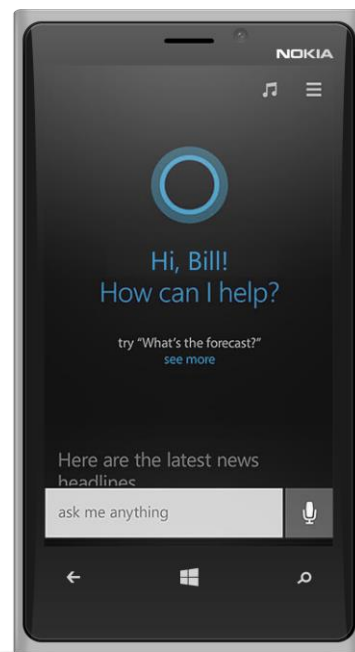 NOKIA
Hi, Bill!
How can I help?
try “What’s the forecast?”
see more
Here are the latest news
headlines
ask me anything